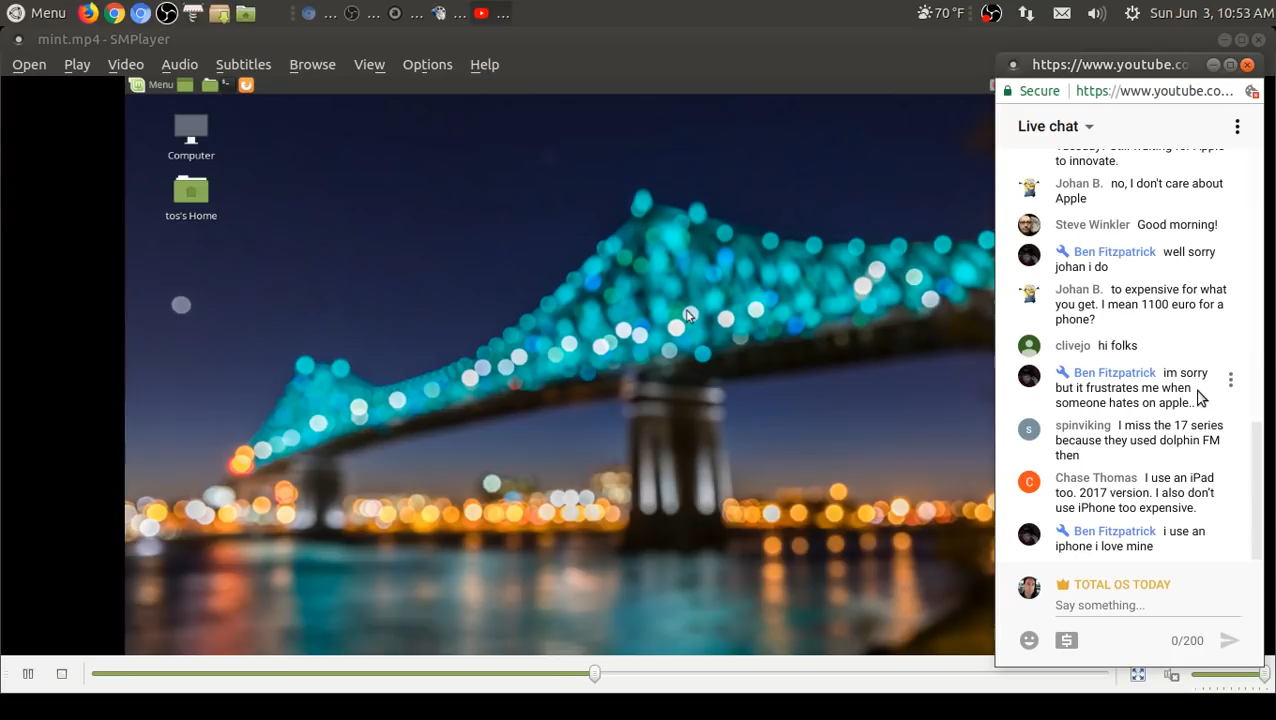 Menu ... ... ... ... ... 70 °F Sun Jun 3, 10:53 AM
mint.mp4 - SMPlayer
Open Play Video Audio Subtitles Browse View Options Help
Menu
Computer
tos's Home
https://www.youtube.co
Secure https://www.youtube.co...
Live chat
to innovate.
Johan B. no, I don't care about
Apple
Steve Winkler Good morning!
Ben Fitzpatrick well sorry
johan i do
Johan B. to expensive for what
you get. I mean 1100 euro for a
phone?
clivejo hi folks
Ben Fitzpatrick im sorry
but it frustrates me when
someone hates on apple..
s spinviking I miss the 17 series
because they used dolphin FM
then
C Chase Thomas I use an iPad
too. 2017 version. I also don't
use iPhone too expensive.
Ben Fitzpatrick i use an
iphone i love mine
TOTAL OS TODAY
Say something...
0/200